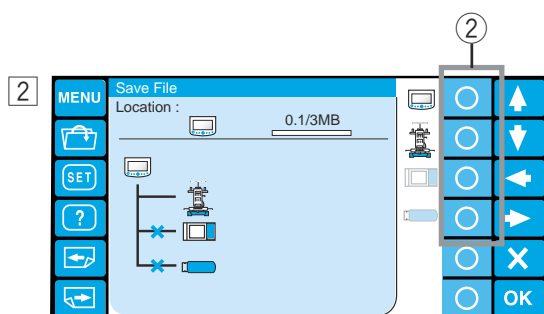 2
2
MENU
Save File
Location :
0.1/3MB
SET
?
OK